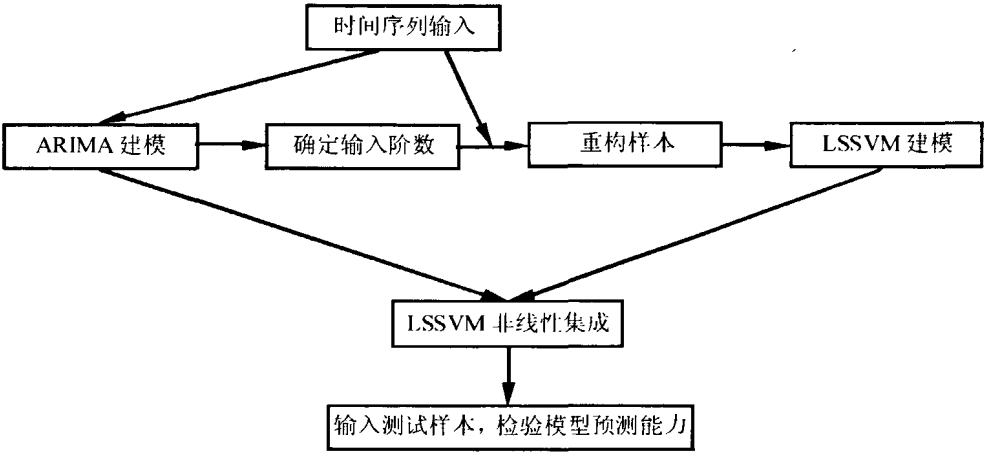 时间序列输入
ARIMA 建模
确定输入阶数
重构样本
LSSVM 建模
LSSVM 非线性集成
输入测试样本，检验模型预测能力